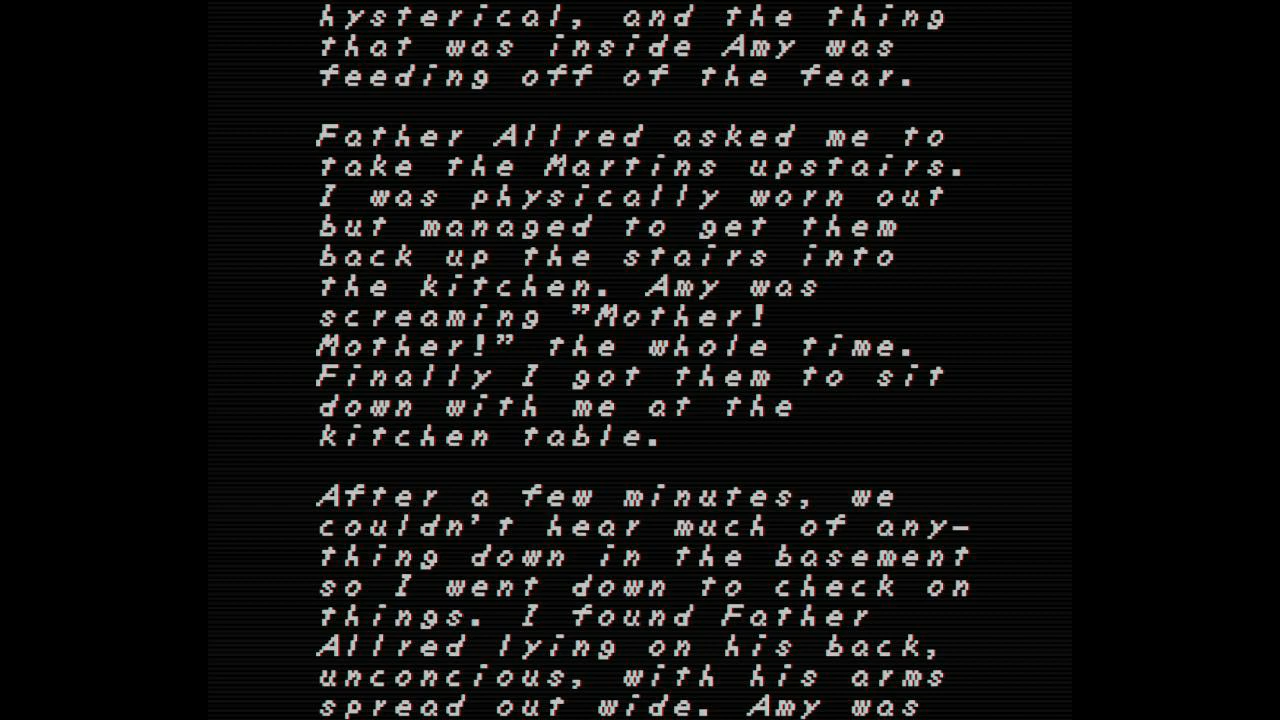 hysterical, and the thing
that was inside Amy was
feeding off of the fear.
Father Allred asked me to
take the Martins upstairs.
I was physically worn out
but managed to get them
back up the stairs into
the kitchen. Amy was
screaming "Mother!
Mother!" the whole time.
Finally I got them to sit
down with me at the
kitchen table.
After a few minutes, we
couldn't hear much of any-
thing down in the basement
so I went down to check on
things. I found Father
Allred lying on his back,
unconcious, with his arms
spread out wide. Amy was